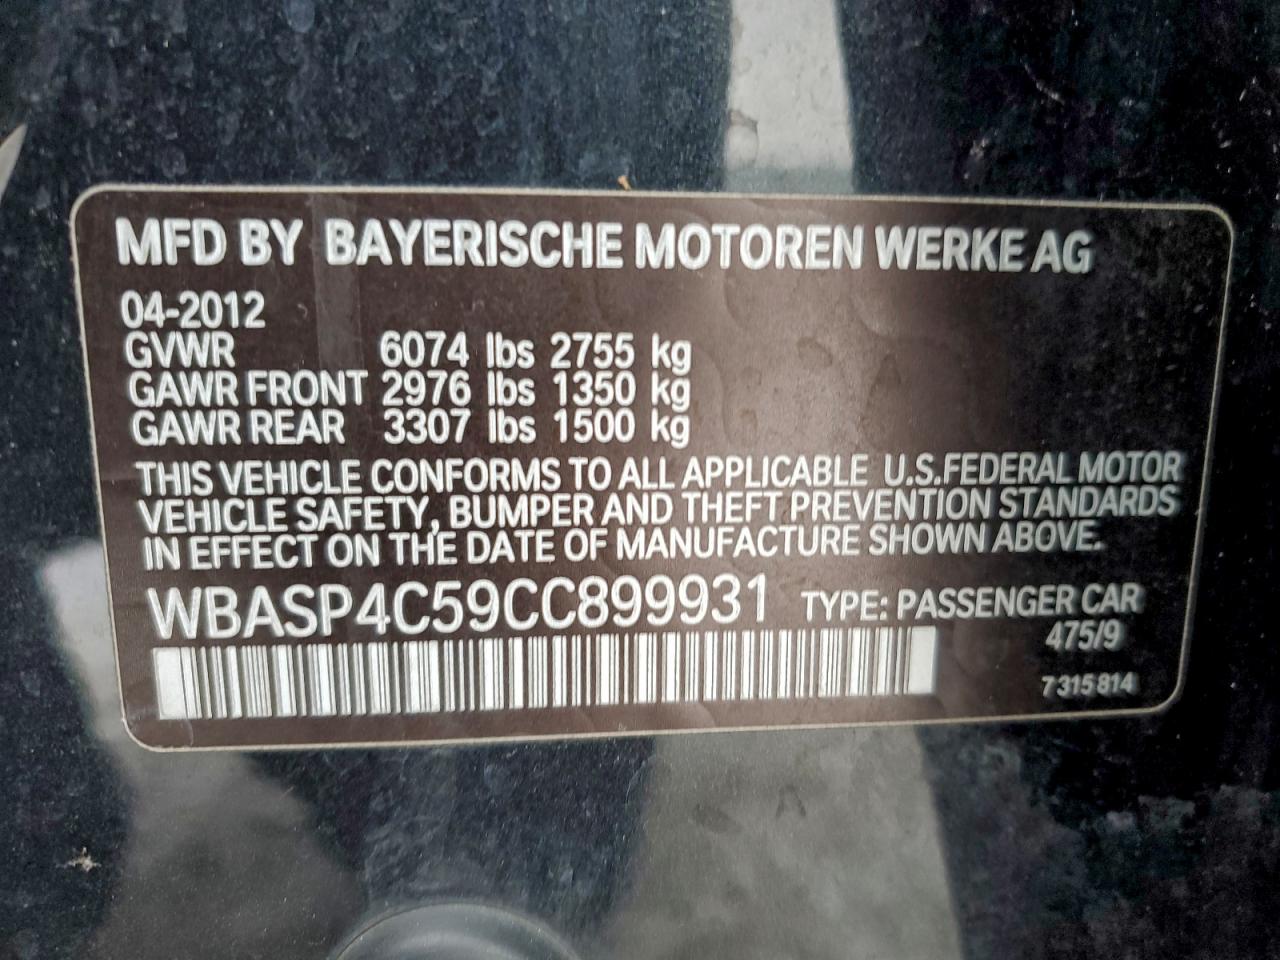 MFD BY BAYERISCHE MOTOREN WERKE AG
04-2012
GVWR 6074 lbs 2755 kg
GAWR FRONT 2976 lbs 1350 kg
GAWR REAR 3307 lbs 1500 kg
THIS VEHICLE CONFORMS TO ALL APPLICABLE U.S.FEDERAL MOTOR
VEHICLE SAFETY, BUMPER AND THEFT PREVENTION STANDARDS
IN EFFECT ON THE DATE OF MANUFACTURE SHOWN ABOVE.
WBASP4C59CC899931 TYPE: PASSENGER CAR
475/9
7 315 814